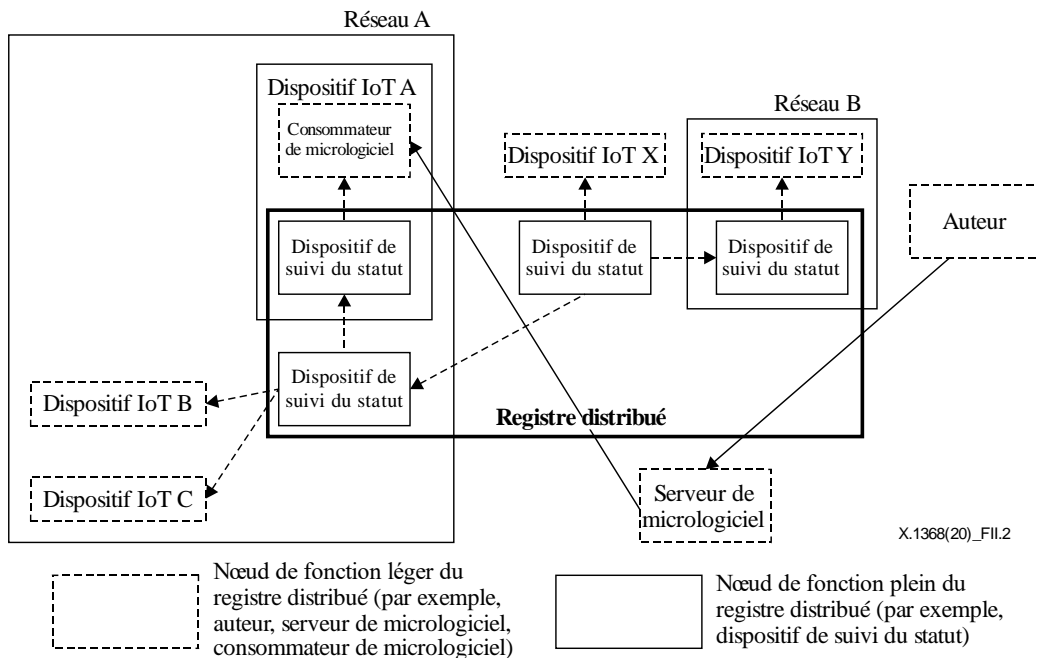 Réseau A
Dispositif IoT A
Consommateur
de micrologiciel
Réseau B
Dispositif IoT X
Dispositif IoT Y
Auteur
Dispositif de
suivi du statut
Dispositif de
suivi du statut
Dispositif de
suivi du statut
Dispositif de
suivi du statut
Dispositif IoT B
Registre distribué
Dispositif IoT C
Serveur de
micrologiciel
X.1368(20)_FII.2
Nœud de fonction léger du
registre distribué (par exemple,
auteur, serveur de micrologiciel,
consommateur de micrologiciel)
Nœud de fonction plein du
registre distribué (par exemple,
dispositif de suivi du statut)